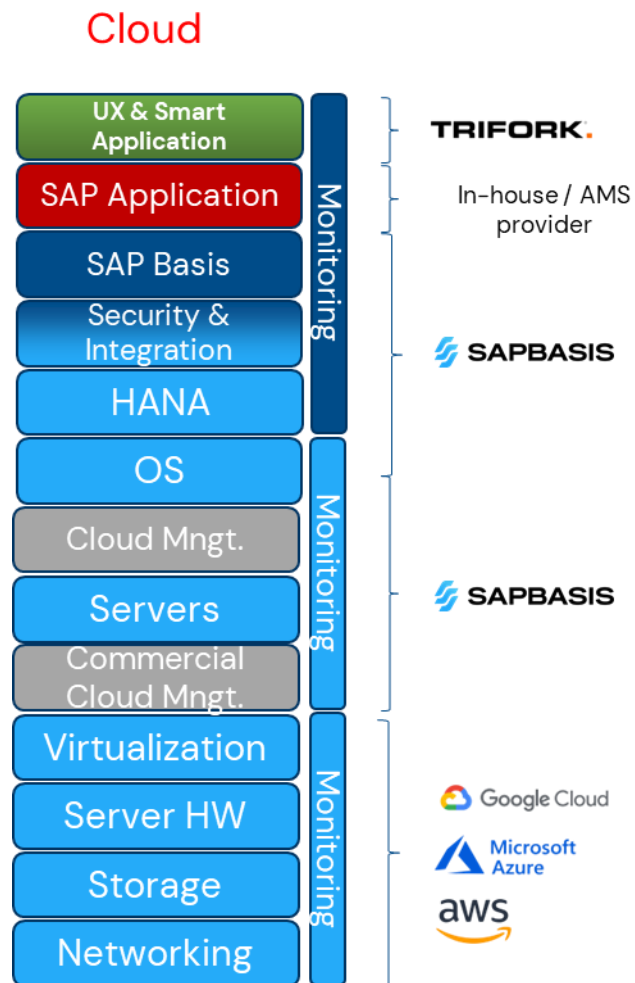 Cloud
UX & Smart
Application
TRIFORK.
SAP Application
In-house / AMS
provider
Monitoring
SAP Basis
Security &
Integration
SAPBASIS
HANA
OS
Cloud Mngt.
Monitoring
Servers
SAPBASIS
Commercial
Cloud Mngt.
Virtualization
Server HW
Monitoring
Google Cloud
Microsoft
Azure
Storage
aws
Networking